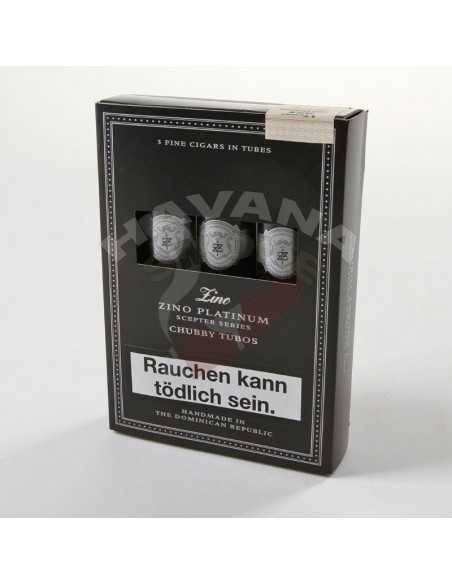 3 FINE CIGARS IN TUBES
HAVANA
Zino
ZINO PLATINUM
SCEPTER SERIES
CHUBBY TUBOS
Rauchen kann
tödlich sein.
HANDMADE IN
THE DOMINICAN REPUBLIC